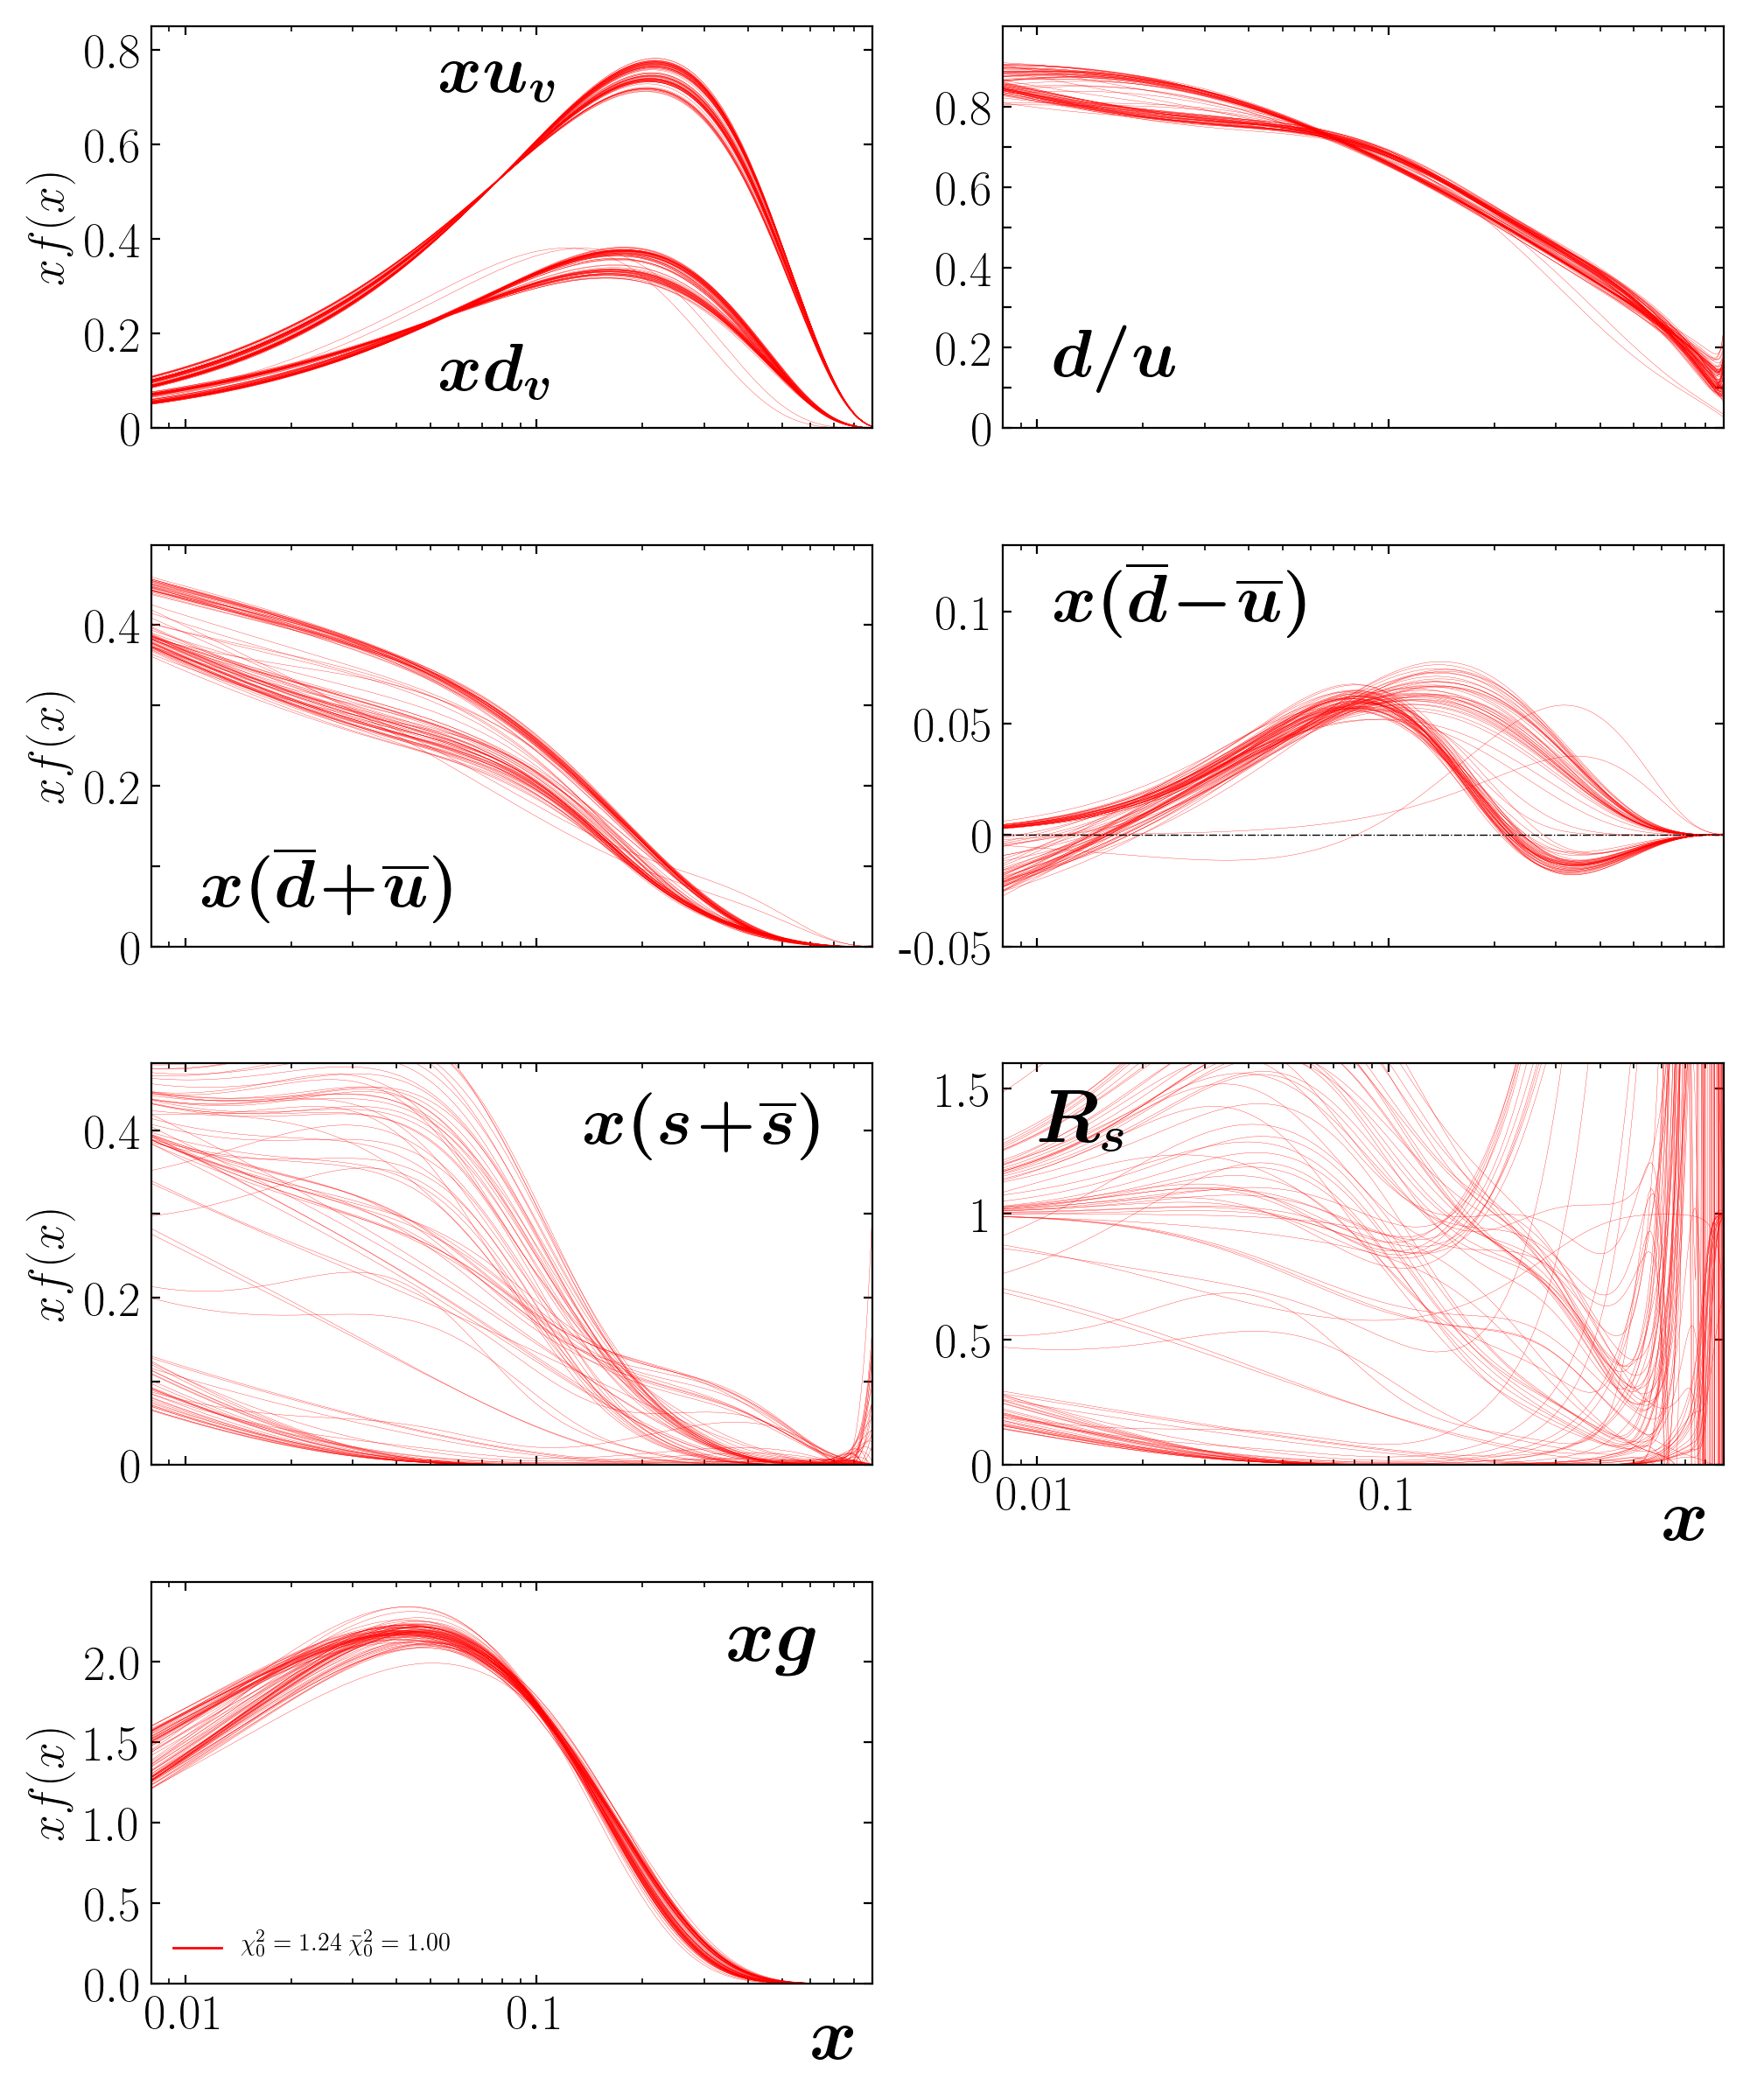 0.8
0.6
0.4
0.2
0
xf(x)
xu_v
xd_v
0.8
0.6
0.4
0.2
0
d/u
0.4
0.2
0
xf(x)
x(d̅+u̅)
0.1
0.05
0
-0.05
x(d̅−u̅)
0.4
0.2
0
xf(x)
x(s+s̅)
1.5
1
0.5
0
R_s
0.01
0.1
x
2.0
1.5
1.0
0.5
0.0
xf(x)
xg
χ²₀ = 1.24 χ̄²₀ = 1.00
0.01
0.1
x